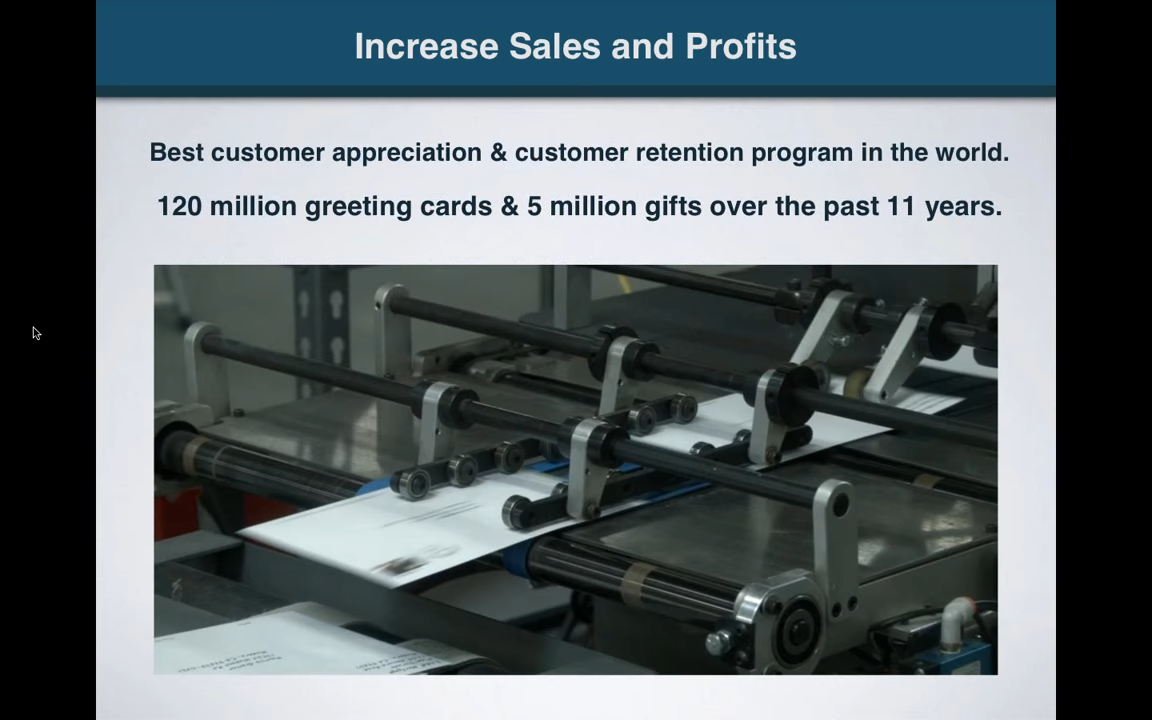 Increase Sales and Profits
Best customer appreciation & customer retention program in the world.
120 million greeting cards & 5 million gifts over the past 11 years.